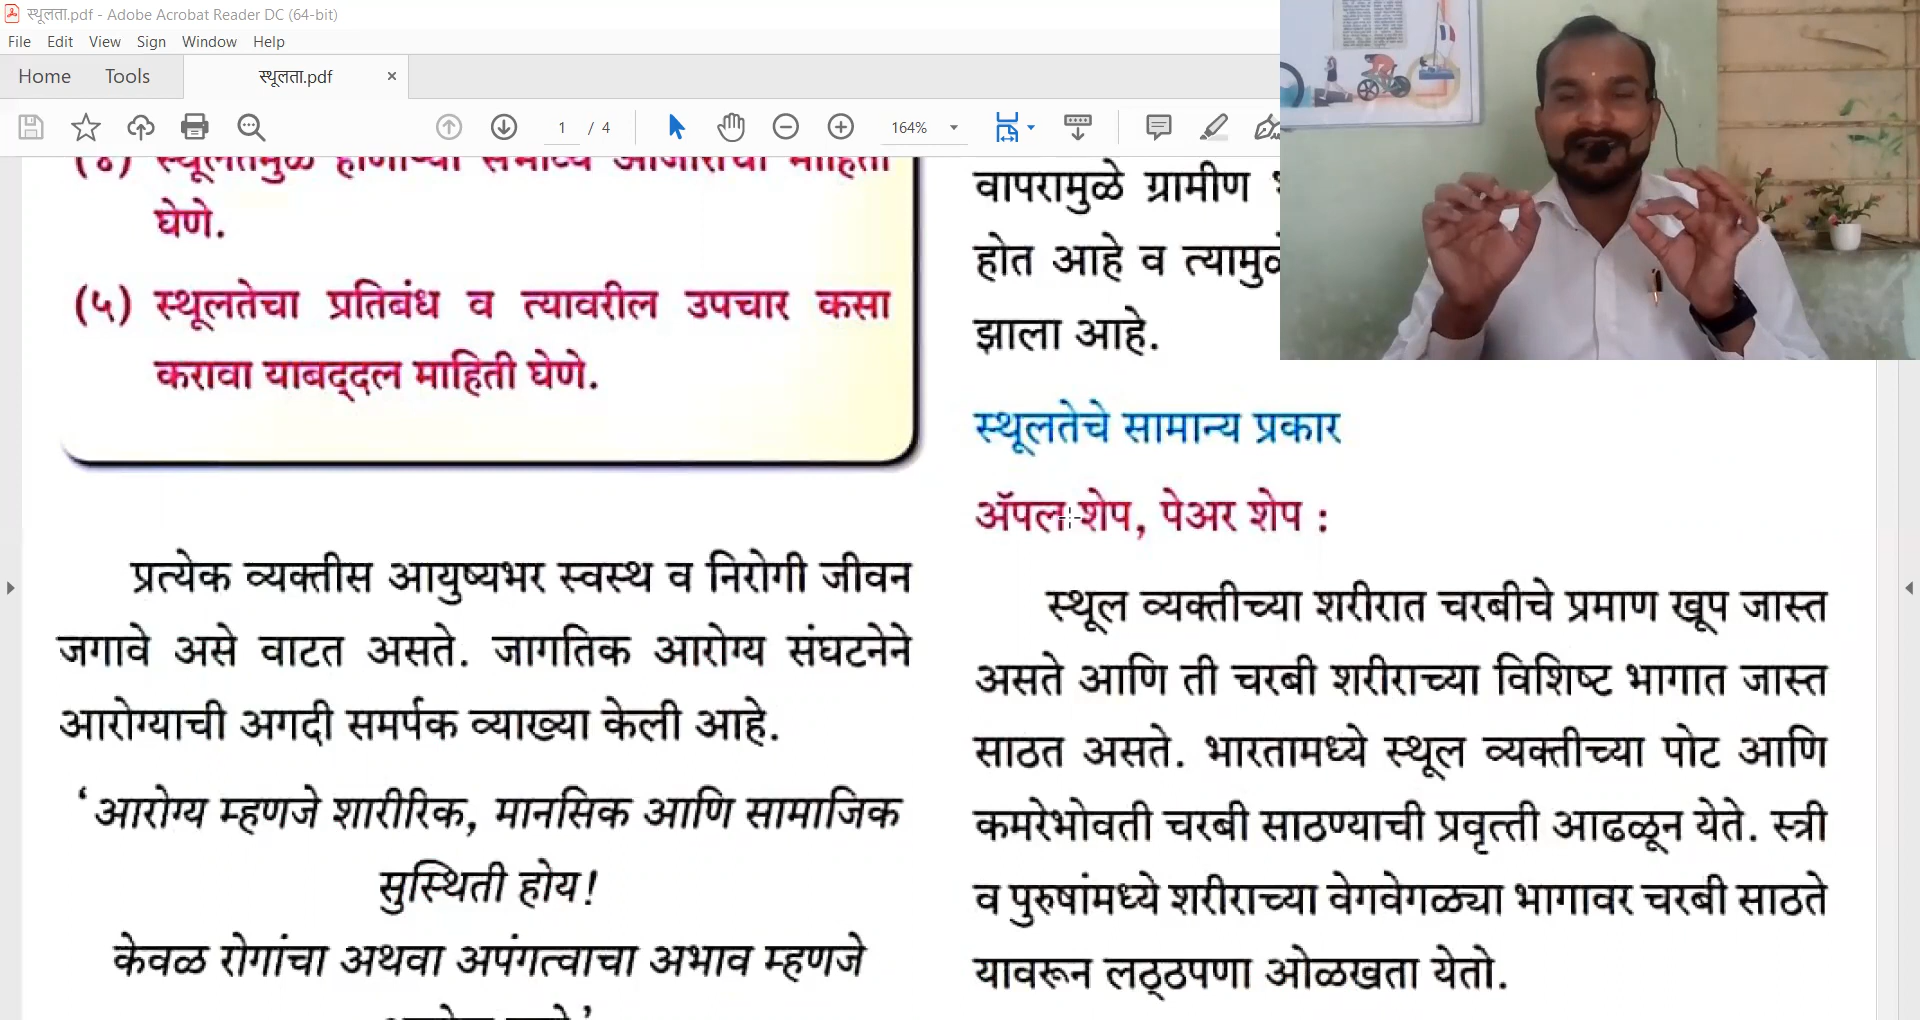 स्थूलता.pdf - Adobe Acrobat Reader DC (64-bit)
File Edit View Sign Window Help
Home Tools स्थूलता.pdf ×
1 / 4 164%
(४) स्थूलतेमुळे होणाऱ्या संभाव्य आजारांची माहिती
घेणे.
(५) स्थूलतेचा प्रतिबंध व त्यावरील उपचार कसा
करावा याबद्दल माहिती घेणे.
प्रत्येक व्यक्तीस आयुष्यभर स्वस्थ व निरोगी जीवन
जगावे असे वाटत असते. जागतिक आरोग्य संघटनेने
आरोग्याची अगदी समर्पक व्याख्या केली आहे.
‘आरोग्य म्हणजे शारीरिक, मानसिक आणि सामाजिक
सुस्थिती होय!
केवळ रोगांचा अथवा अपंगत्वाचा अभाव म्हणजे
वापरामुळे ग्रामीण
होत आहे व त्यामुळे
झाला आहे.
स्थूलतेचे सामान्य प्रकार
ॲपल शेप, पेअर शेप :
स्थूल व्यक्तीच्या शरीरात चरबीचे प्रमाण खूप जास्त
असते आणि ती चरबी शरीराच्या विशिष्ट भागात जास्त
साठत असते. भारतामध्ये स्थूल व्यक्तीच्या पोट आणि
कमरेभोवती चरबी साठण्याची प्रवृत्ती आढळून येते. स्त्री
व पुरुषांमध्ये शरीराच्या वेगवेगळ्या भागावर चरबी साठते
यावरून लठ्ठपणा ओळखता येतो.